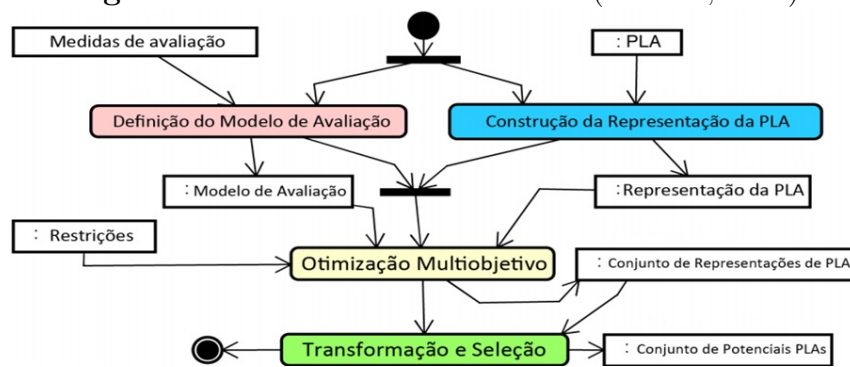 Medidas de avaliação
: PLA
Definição do Modelo de Avaliação
Construção da Representação da PLA
: Modelo de Avaliação
:Representação da PLA
: Restrições
Otimização Multiobjetivo
: Conjunto de Representações de PLA
Transformação e Seleção
: Conjunto de Potenciais PLAs